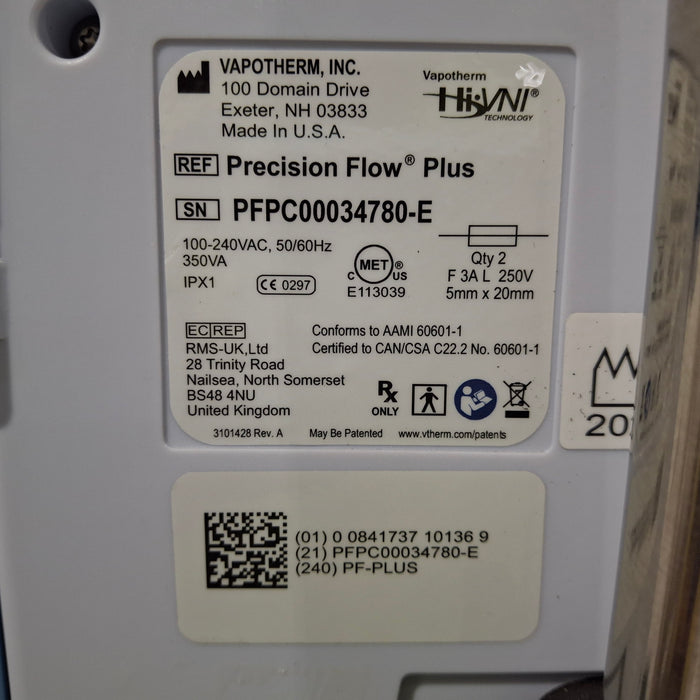 VAPOTHERM, INC.
100 Domain Drive
Exeter, NH 03833
Made In U.S.A.
Vapotherm
Hi-VNI®
TECHNOLOGY
REF Precision Flow® Plus
SN PFPC00034780-E
100-240VAC, 50/60Hz
350VA
IPX1
CE 0297
c MET ® US
E113039
Qty 2
F 3A L 250V
5mm x 20mm
EC REP
RMS-UK,Ltd
28 Trinity Road
Nailsea, North Somerset
BS48 4NU
United Kingdom
Conforms to AAMI 60601-1
Certified to CAN/CSA C22.2 No. 60601-1
Rx
ONLY
3101428 Rev. A May Be Patented www.vtherm.com/patents
(01) 0 0841737 10136 9
(21) PFPC00034780-E
(240) PF-PLUS